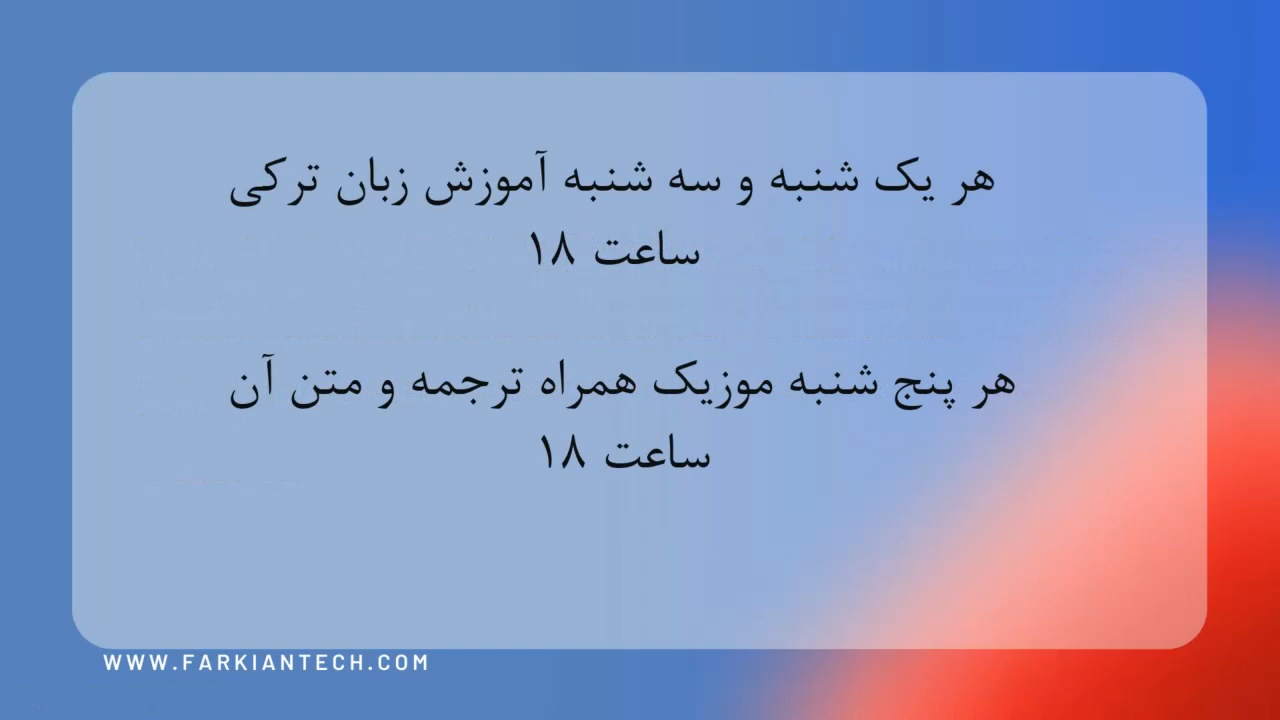 هر یک شنبه و سه شنبه آموزش زبان ترکی
ساعت ۱۸
هر پنج شنبه موزیک همراه ترجمه و متن آن
ساعت ۱۸
WWW.FARKIANTECH.COM